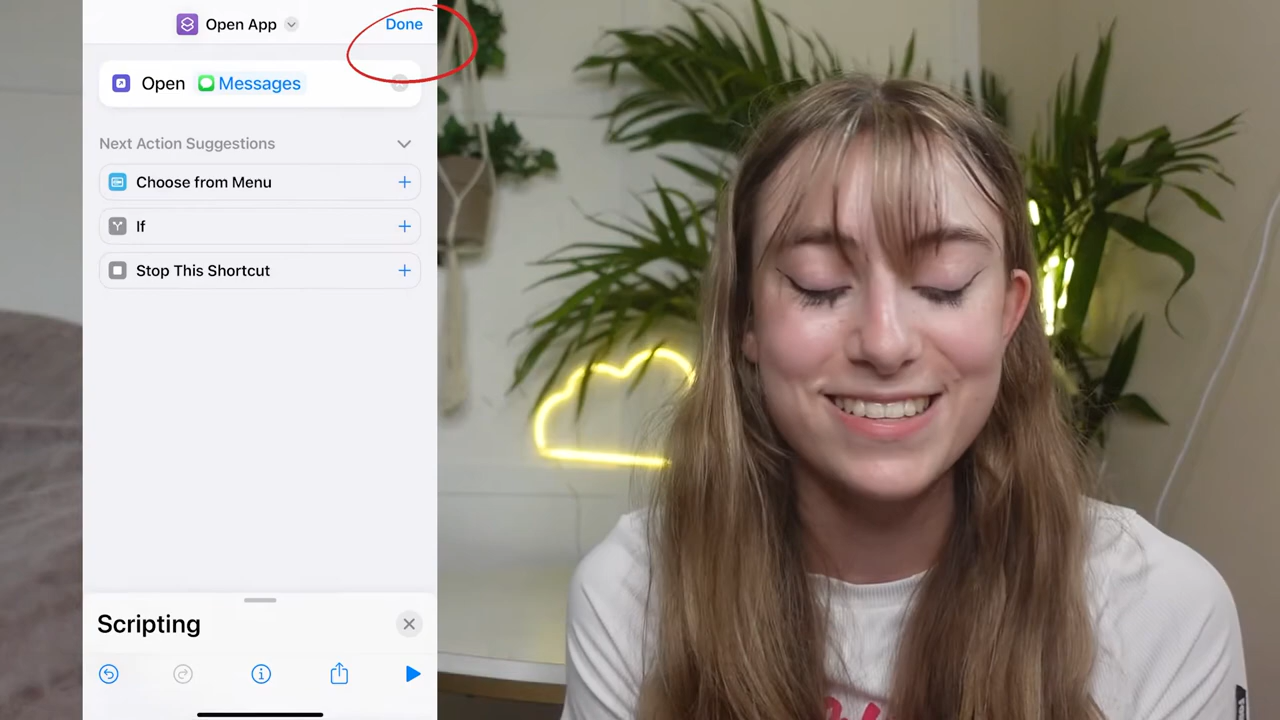 Open App
Done
Open Messages
Next Action Suggestions
Choose from Menu
If
Stop This Shortcut
Scripting